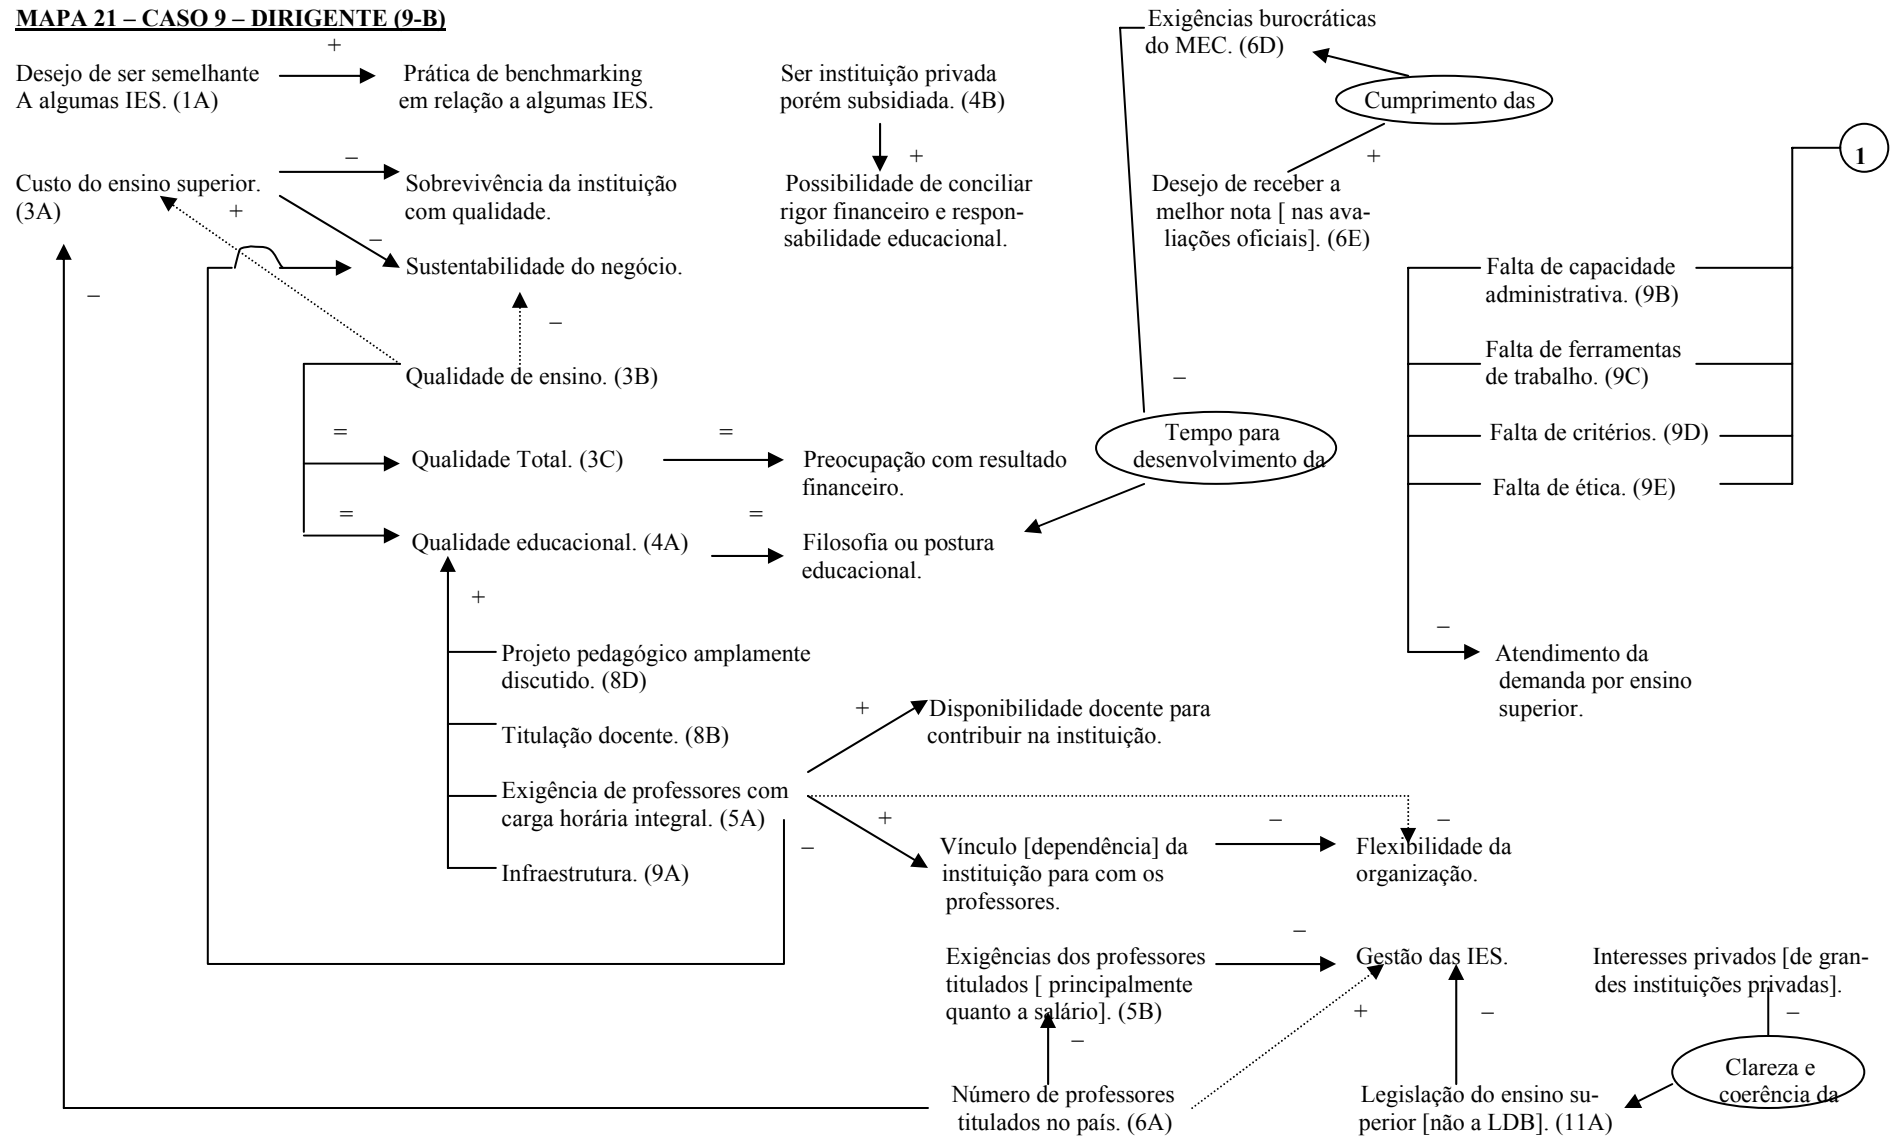 MAPA 21 – CASO 9 – DIRIGENTE (9-B)
+
Desejo de ser semelhante
A algumas IES. (1A)
Prática de benchmarking
em relação a algumas IES.
Ser instituição privada
porém subsidiada. (4B)
Exigências burocráticas
do MEC. (6D)
Cumprimento das
1
Custo do ensino superior.
(3A)
–
+
Sobrevivência da instituição
com qualidade.
+
Possibilidade de conciliar
rigor financeiro e respon-
sabilidade educacional.
+
Desejo de receber a
melhor nota [ nas ava-
liações oficiais]. (6E)
–
Sustentabilidade do negócio.
–
–
Falta de capacidade
administrativa. (9B)
Qualidade de ensino. (3B)
–
Falta de ferramentas
de trabalho. (9C)
=
Qualidade Total. (3C)
=
Preocupação com resultado
financeiro.
Tempo para
desenvolvimento da
Falta de critérios. (9D)
Falta de ética. (9E)
=
Qualidade educacional. (4A)
=
Filosofia ou postura
educacional.
+
Projeto pedagógico amplamente
discutido. (8D)
–
Atendimento da
demanda por ensino
superior.
Titulação docente. (8B)
+
Disponibilidade docente para
contribuir na instituição.
Exigência de professores com
carga horária integral. (5A)
–
+
Vínculo [dependência] da
instituição para com os
professores.
–
–
Flexibilidade da
organização.
Infraestrutura. (9A)
Exigências dos professores
titulados [ principalmente
quanto a salário]. (5B)
–
Gestão das IES.
Interesses privados [de gran-
des instituições privadas].
–
+
–
–
Número de professores
titulados no país. (6A)
Legislação do ensino su-
perior [não a LDB]. (11A)
Clareza e
coerência da